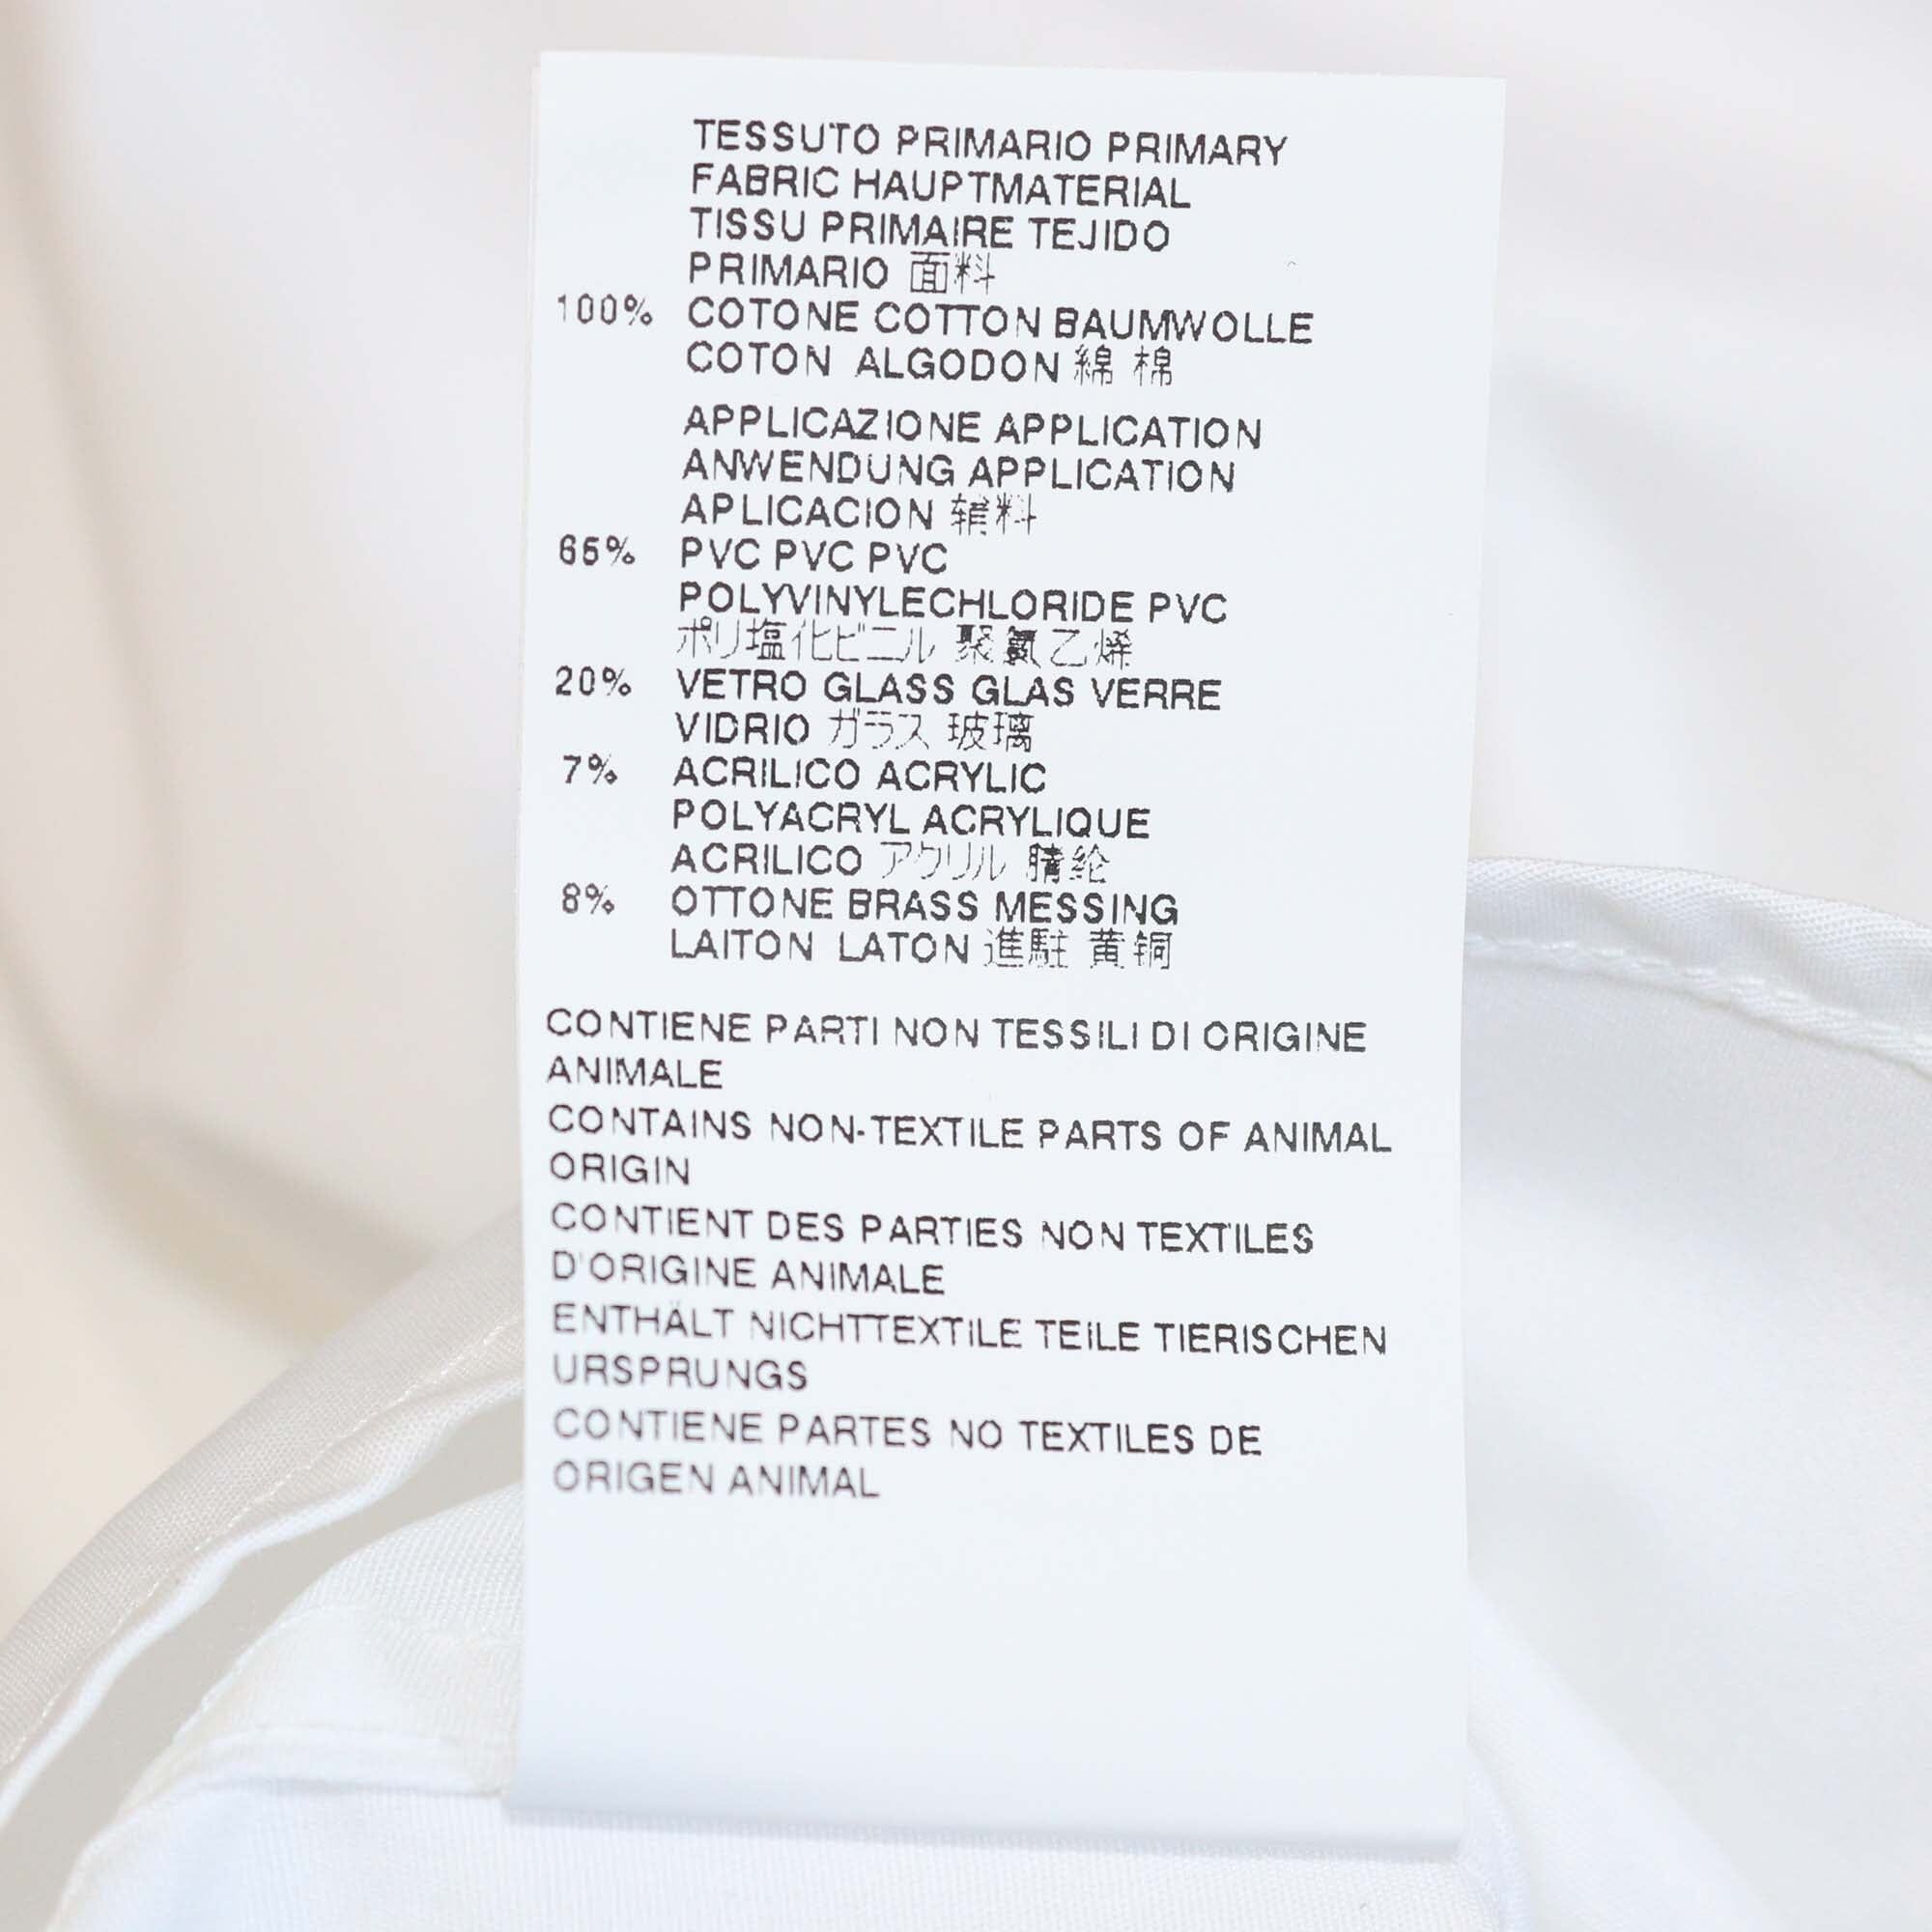 TESSUTO PRIMARIO PRIMARY
FABRIC HAUPTMATERIAL
TISSU PRIMAIRE TEJIDO
PRIMARIO 面料
100% COTONE COTTON BAUMWOLLE
COTON ALGODON 綿 棉
APPLICAZIONE APPLICATION
ANWENDUNG APPLICATION
APLICACION 辅料
65% PVC PVC PVC
POLYVINYLECHLORIDE PVC
ポリ塩化ビニル 聚氯乙烯
20% VETRO GLASS GLAS VERRE
VIDRIO ガラス 玻璃
7% ACRILICO ACRYLIC
POLYACRYL ACRYLIQUE
ACRILICO アクリル 腈纶
8% OTTONE BRASS MESSING
LAITON LATON 進駐 黄铜
CONTIENE PARTI NON TESSILI DI ORIGINE
ANIMALE
CONTAINS NON-TEXTILE PARTS OF ANIMAL
ORIGIN
CONTIENT DES PARTIES NON TEXTILES
D'ORIGINE ANIMALE
ENTHÄLT NICHTTEXTILE TEILE TIERISCHEN
URSPRUNGS
CONTIENE PARTES NO TEXTILES DE
ORIGEN ANIMAL